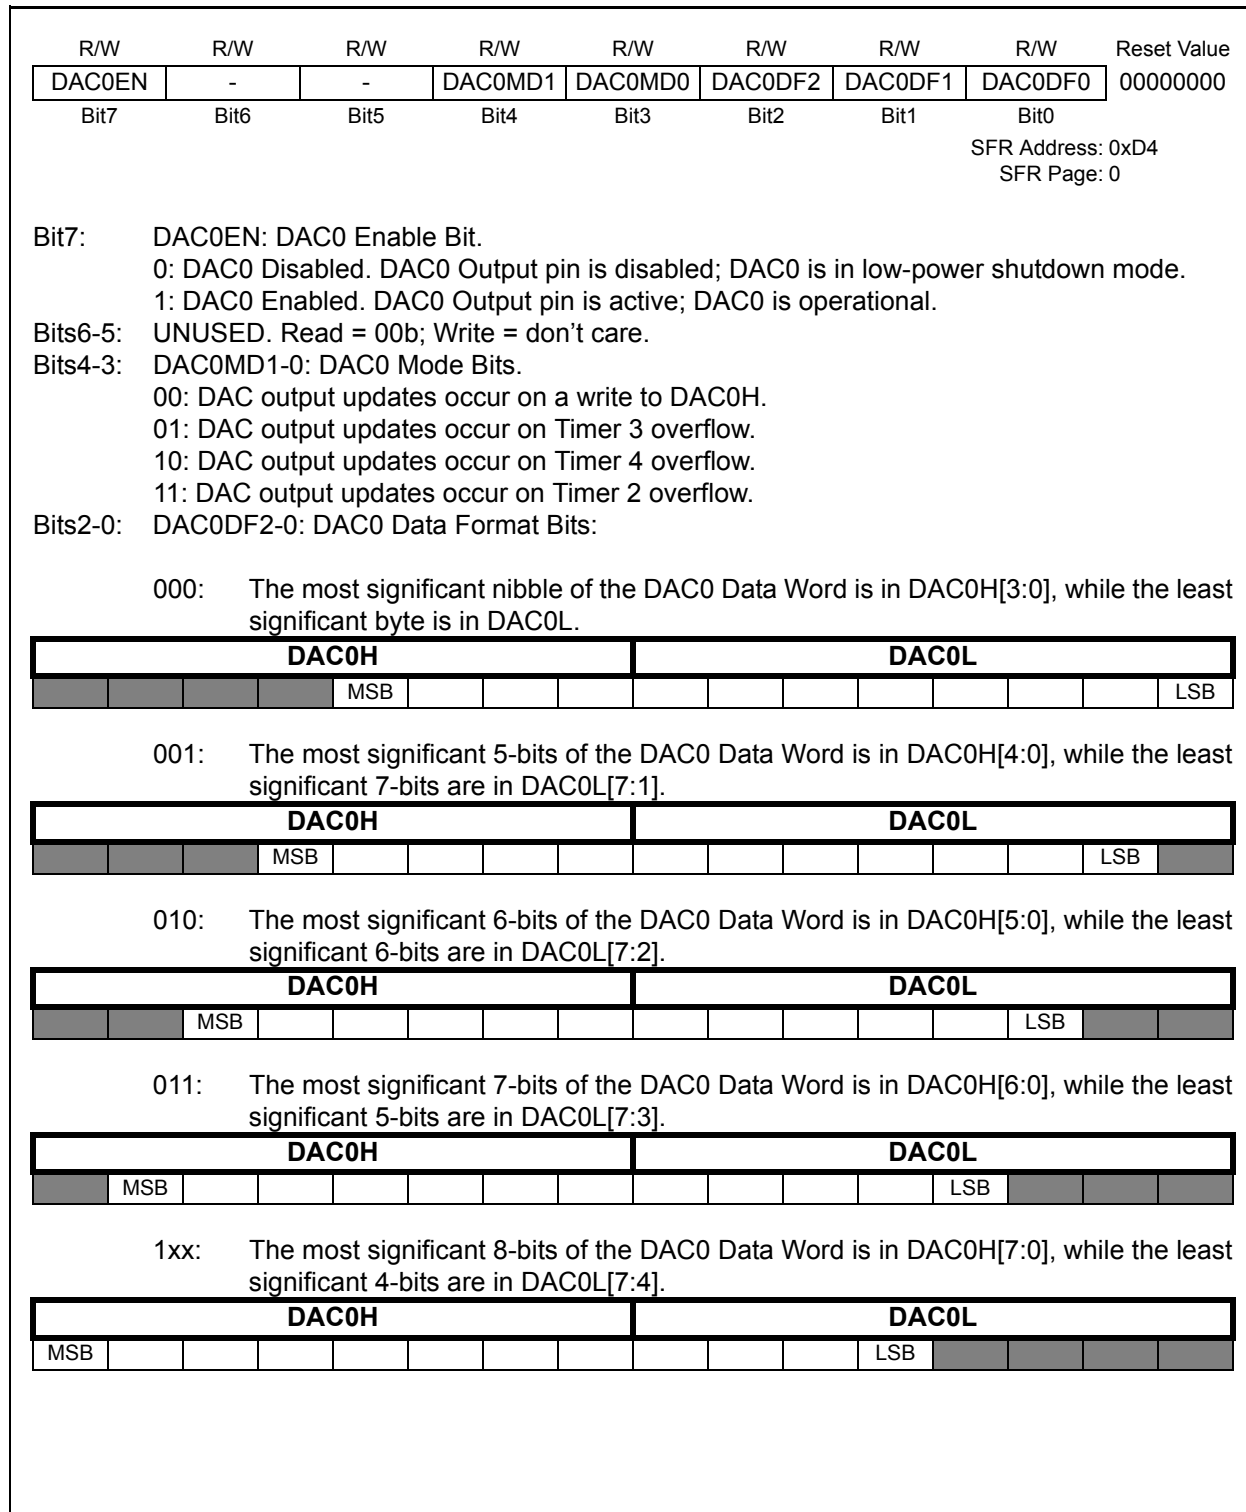 R/W R/W R/W R/W R/W R/W R/W R/W Reset Value
DAC0EN - - DAC0MD1 DAC0MD0 DAC0DF2 DAC0DF1 DAC0DF0 00000000
Bit7 Bit6 Bit5 Bit4 Bit3 Bit2 Bit1 Bit0
SFR Address: 0xD4
SFR Page: 0
Bit7: DAC0EN: DAC0 Enable Bit.
0: DAC0 Disabled. DAC0 Output pin is disabled; DAC0 is in low-power shutdown mode.
1: DAC0 Enabled. DAC0 Output pin is active; DAC0 is operational.
Bits6-5: UNUSED. Read = 00b; Write = don’t care.
Bits4-3: DAC0MD1-0: DAC0 Mode Bits.
00: DAC output updates occur on a write to DAC0H.
01: DAC output updates occur on Timer 3 overflow.
10: DAC output updates occur on Timer 4 overflow.
11: DAC output updates occur on Timer 2 overflow.
Bits2-0: DAC0DF2-0: DAC0 Data Format Bits:
000: The most significant nibble of the DAC0 Data Word is in DAC0H[3:0], while the least
significant byte is in DAC0L.
DAC0H DAC0L
MSB LSB
001: The most significant 5-bits of the DAC0 Data Word is in DAC0H[4:0], while the least
significant 7-bits are in DAC0L[7:1].
DAC0H DAC0L
MSB LSB
010: The most significant 6-bits of the DAC0 Data Word is in DAC0H[5:0], while the least
significant 6-bits are in DAC0L[7:2].
DAC0H DAC0L
MSB LSB
011: The most significant 7-bits of the DAC0 Data Word is in DAC0H[6:0], while the least
significant 5-bits are in DAC0L[7:3].
DAC0H DAC0L
MSB LSB
1xx: The most significant 8-bits of the DAC0 Data Word is in DAC0H[7:0], while the least
significant 4-bits are in DAC0L[7:4].
DAC0H DAC0L
MSB LSB